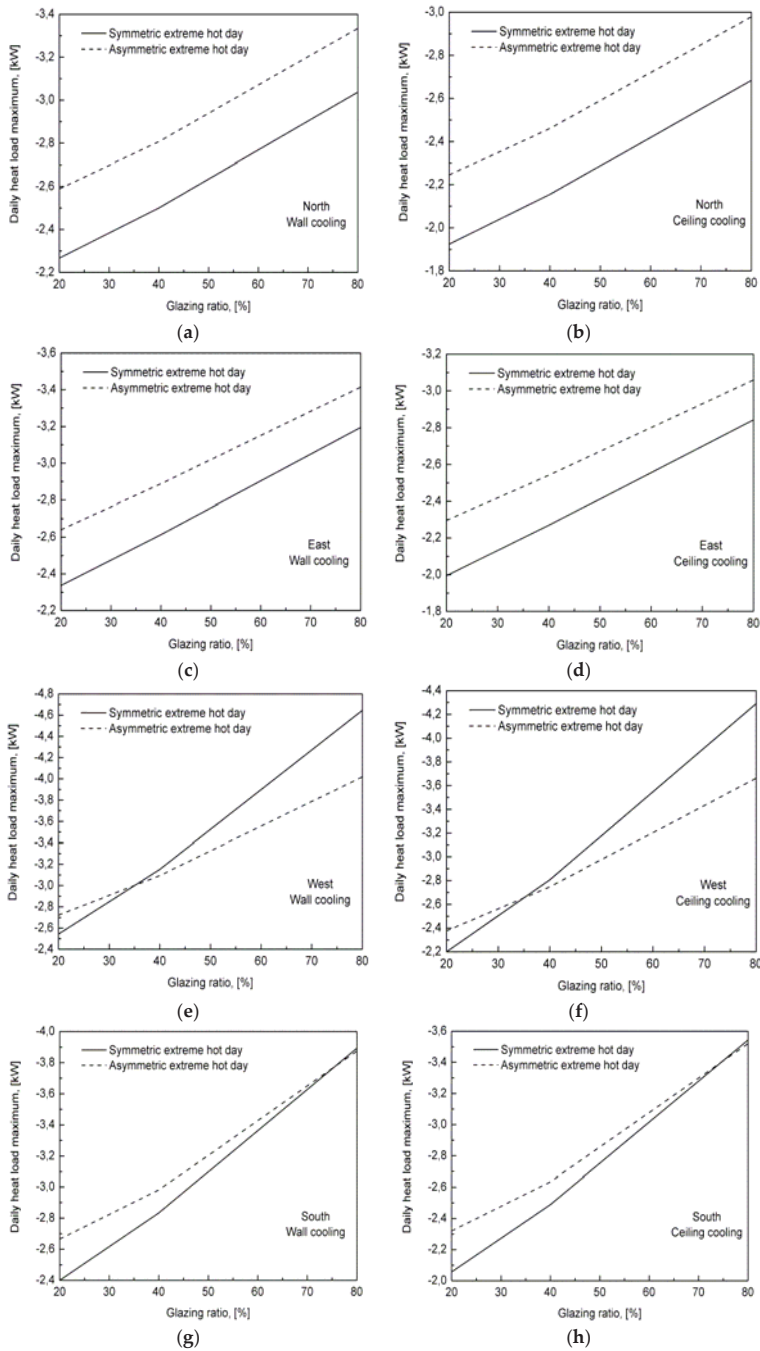 Daily heat load maximum, [kW]
-3,4
-3,2
-3,0
-2,8
-2,6
-2,4
-2,2
Symmetric extreme hot day
Asymmetric extreme hot day
North
Wall cooling
20 30 40 50 60 70 80
Glazing ratio, [%]
(a)
Daily heat load maximum, [kW]
-3,0
-2,8
-2,6
-2,4
-2,2
-2,0
-1,8
Symmetric extreme hot day
Asymmetric extreme hot day
North
Ceiling cooling
20 30 40 50 60 70 80
Glazing ratio, [%]
(b)
Daily heat load maximum, [kW]
-3,6
-3,4
-3,2
-3,0
-2,8
-2,6
-2,4
-2,2
Symmetric extreme hot day
Asymmetric extreme hot day
East
Wall cooling
20 30 40 50 60 70 80
Glazing ratio, [%]
(c)
Daily heat load maximum, [kW]
-3,2
-3,0
-2,8
-2,6
-2,4
-2,2
-2,0
-1,8
Symmetric extreme hot day
Asymmetric extreme hot day
East
Ceiling cooling
20 30 40 50 60 70 80
Glazing ratio, [%]
(d)
Daily heat load maximum, [kW]
-4,8
-4,6
-4,4
-4,2
-4,0
-3,8
-3,6
-3,4
-3,2
-3,0
-2,8
-2,6
-2,4
Symmetric extreme hot day
Asymmetric extreme hot day
West
Wall cooling
20 30 40 50 60 70 80
Glazing ratio, [%]
(e)
Daily heat load maximum, [kW]
-4,4
-4,2
-4,0
-3,8
-3,6
-3,4
-3,2
-3,0
-2,8
-2,6
-2,4
-2,2
Symmetric extreme hot day
Asymmetric extreme hot day
West
Ceiling cooling
20 30 40 50 60 70 80
Glazing ratio, [%]
(f)
Daily heat load maximum, [kW]
-4,0
-3,8
-3,6
-3,4
-3,2
-3,0
-2,8
-2,6
-2,4
Symmetric extreme hot day
Asymmetric extreme hot day
South
Wall cooling
20 30 40 50 60 70 80
Glazing ratio, [%]
(g)
Daily heat load maximum, [kW]
-3,6
-3,4
-3,2
-3,0
-2,8
-2,6
-2,4
-2,2
-2,0
Symmetric extreme hot day
Asymmetric extreme hot day
South
Ceiling cooling
20 30 40 50 60 70 80
Glazing ratio, [%]
(h)